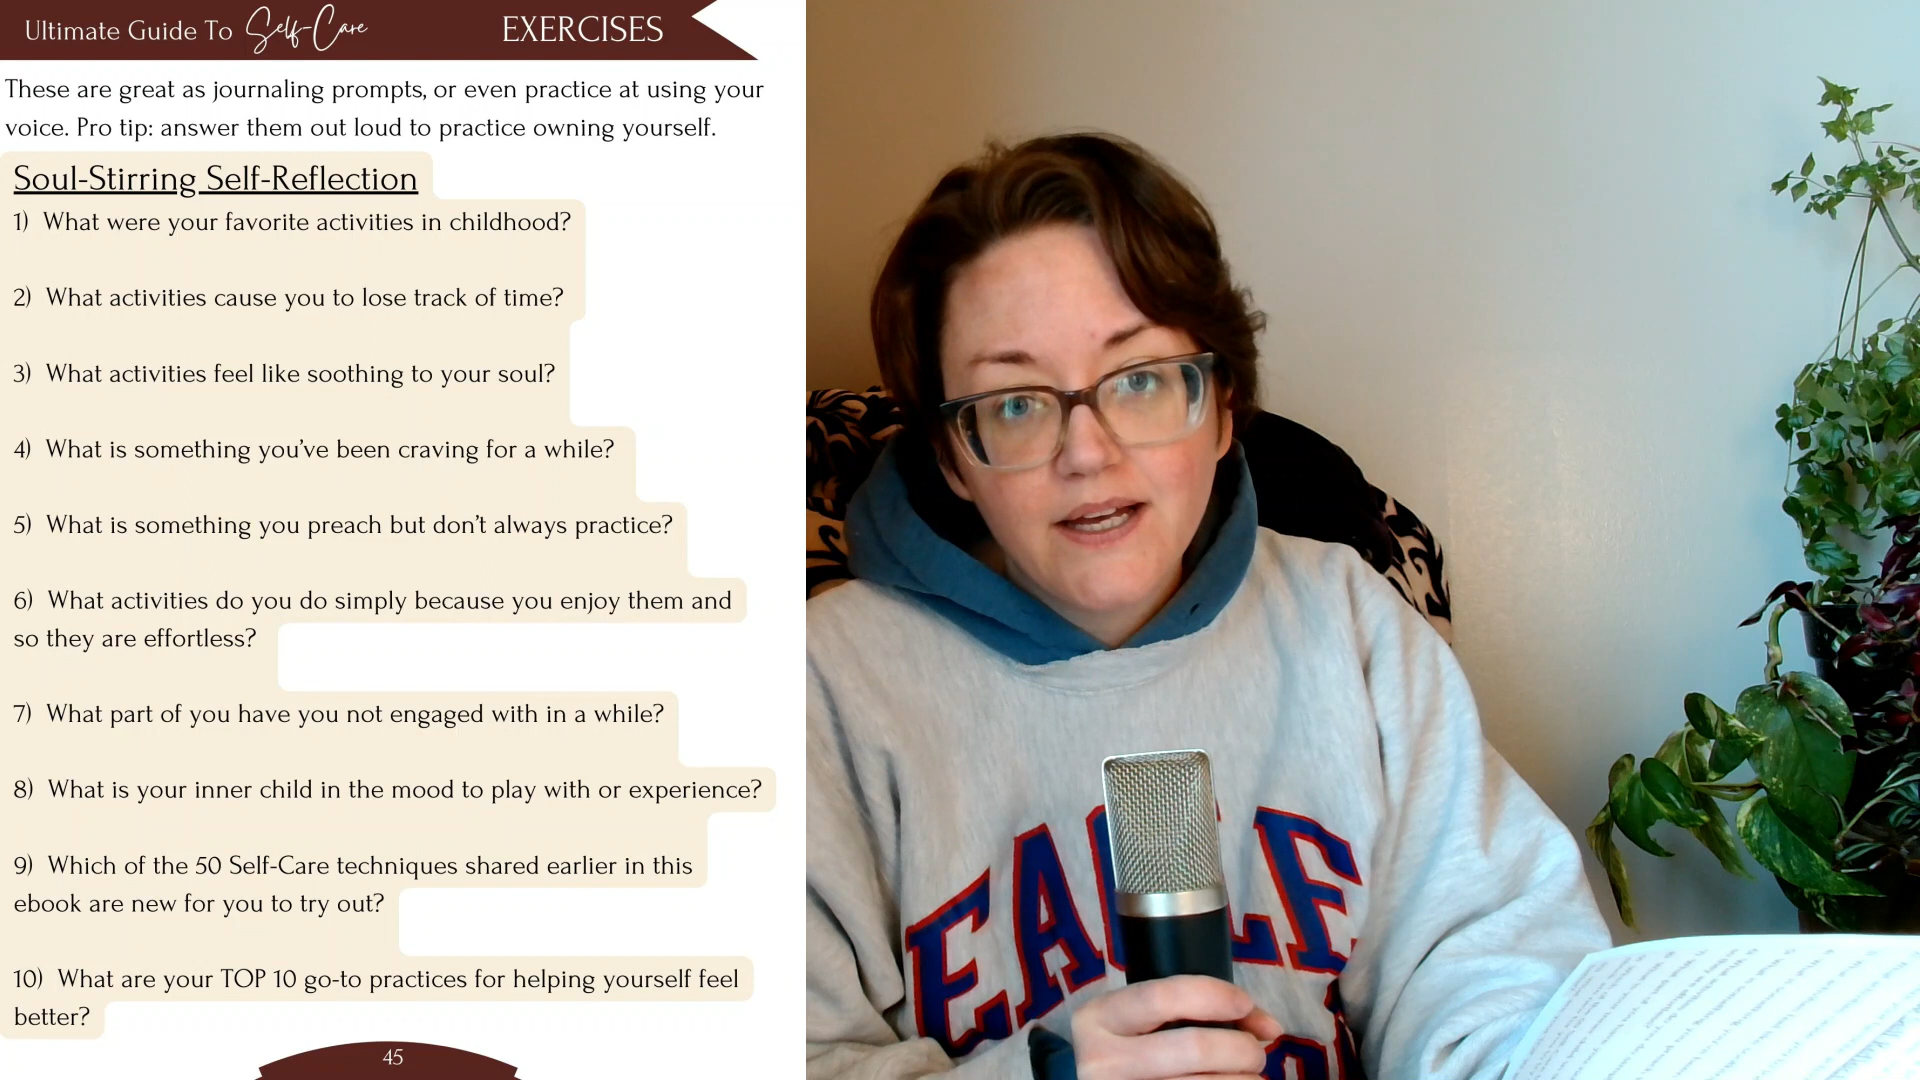 Ultimate Guide To Self-Care EXERCISES
These are great as journaling prompts, or even practice at using your
voice. Pro tip: answer them out loud to practice owning yourself.
Soul-Stirring Self-Reflection
1) What were your favorite activities in childhood?
2) What activities cause you to lose track of time?
3) What activities feel like soothing to your soul?
4) What is something you’ve been craving for a while?
5) What is something you preach but don’t always practice?
6) What activities do you do simply because you enjoy them and
so they are effortless?
7) What part of you have you not engaged with in a while?
8) What is your inner child in the mood to play with or experience?
9) Which of the 50 Self-Care techniques shared earlier in this
ebook are new for you to try out?
10) What are your TOP 10 go-to practices for helping yourself feel
better?
45